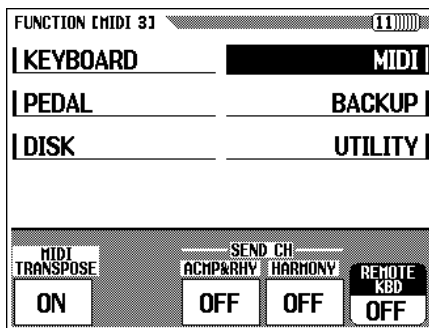 FUNCTION [MIDI 3] 11
KEYBOARD MIDI
PEDAL BACKUP
DISK UTILITY
MIDI
TRANSPOSE
ON
SEND CH
ACMP&RHY HARMONY
OFF OFF
REMOTE
KBD
OFF